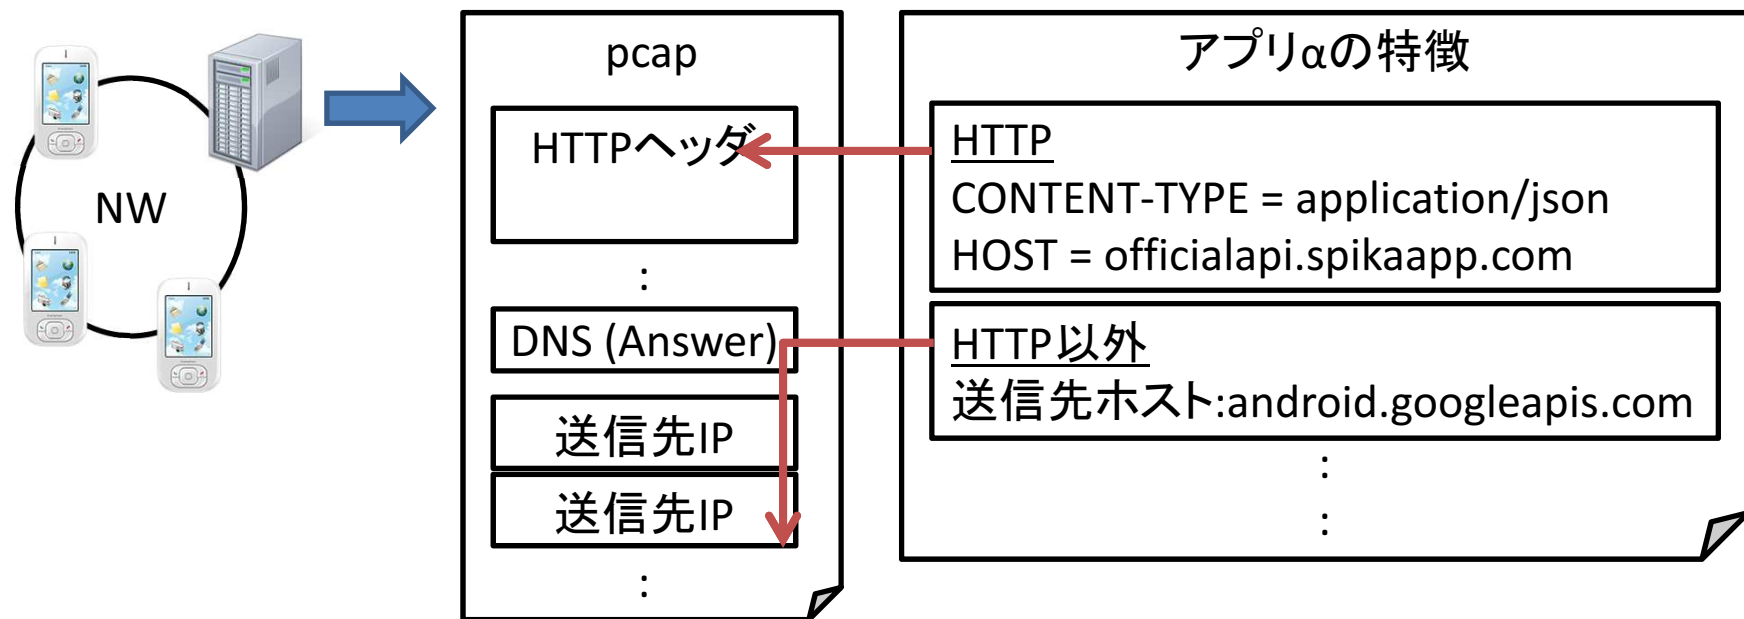 NW
pcap
HTTPヘッダ
:
DNS (Answer)
送信先IP
送信先IP
:
アプリαの特徴
HTTP
CONTENT-TYPE = application/json
HOST = officialapi.spikaapp.com
HTTP以外
送信先ホスト:android.googleapis.com
:
: